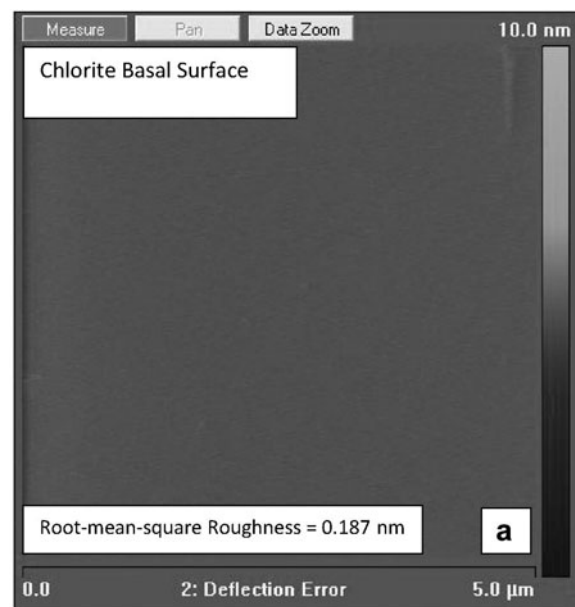 Measure Pan Data Zoom 10.0 nm
Chlorite Basal Surface
Root-mean-square Roughness = 0.187 nm a
0.0 2: Deflection Error 5.0 µm